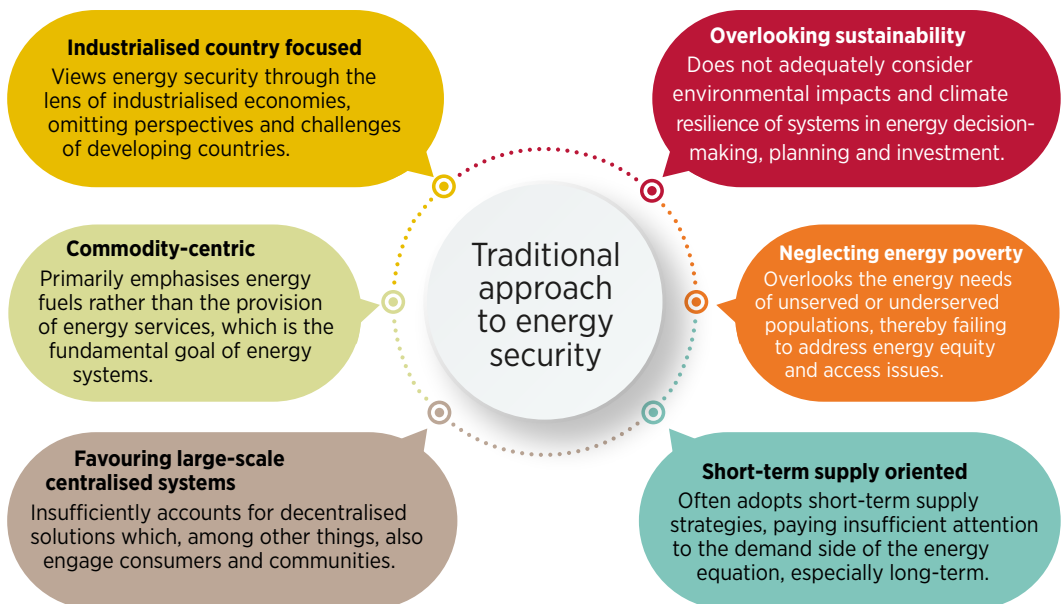 Industrialised country focused
Views energy security through the
lens of industrialised economies,
omitting perspectives and challenges
of developing countries.
Overlooking sustainability
Does not adequately consider
environmental impacts and climate
resilience of systems in energy decision-
making, planning and investment.
Commodity-centric
Primarily emphasises energy
fuels rather than the provision
of energy services, which is the
fundamental goal of energy
systems.
Traditional
approach
to energy
security
Neglecting energy poverty
Overlooks the energy needs
of unserved or underserved
populations, thereby failing
to address energy equity
and access issues.
Favouring large-scale
centralised systems
Insufficiently accounts for decentralised
solutions which, among other things, also
engage consumers and communities.
Short-term supply oriented
Often adopts short-term supply
strategies, paying insufficient attention
to the demand side of the energy
equation, especially long-term.